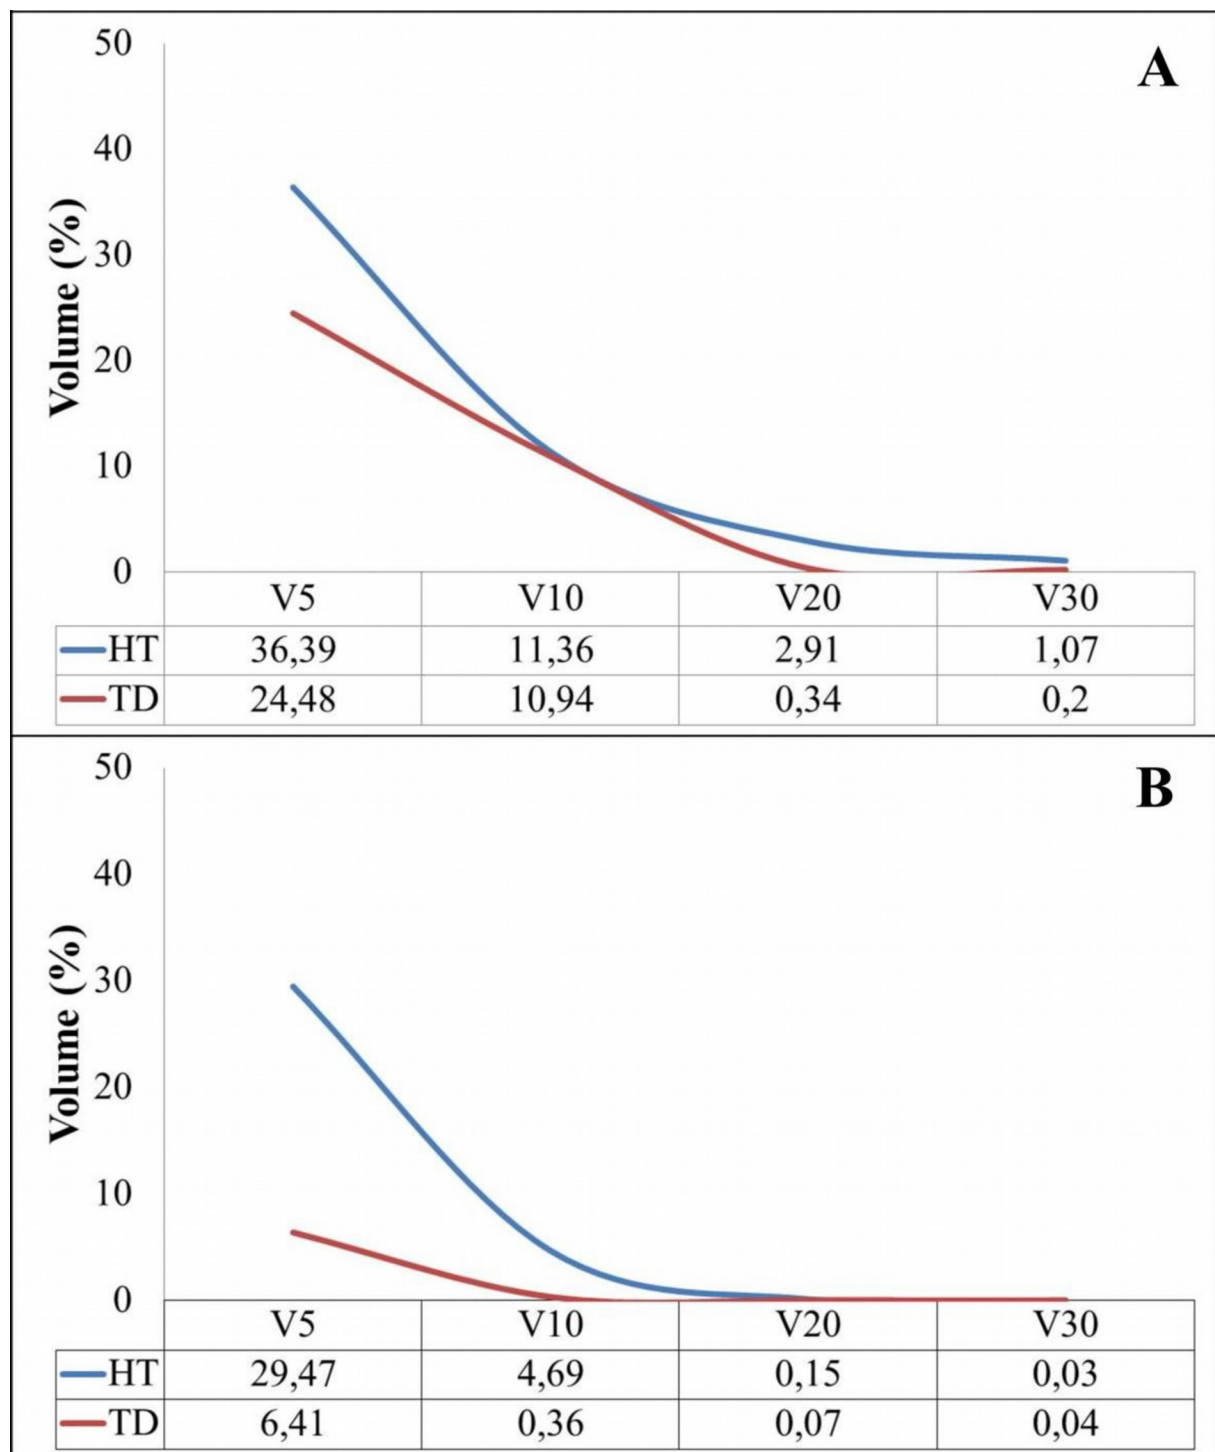 A
50
40
30
20
10
0
Volume (%)
V5 V10 V20 V30
HT 36,39 11,36 2,91 1,07
TD 24,48 10,94 0,34 0,2
B
50
40
30
20
10
0
Volume (%)
V5 V10 V20 V30
HT 29,47 4,69 0,15 0,03
TD 6,41 0,36 0,07 0,04